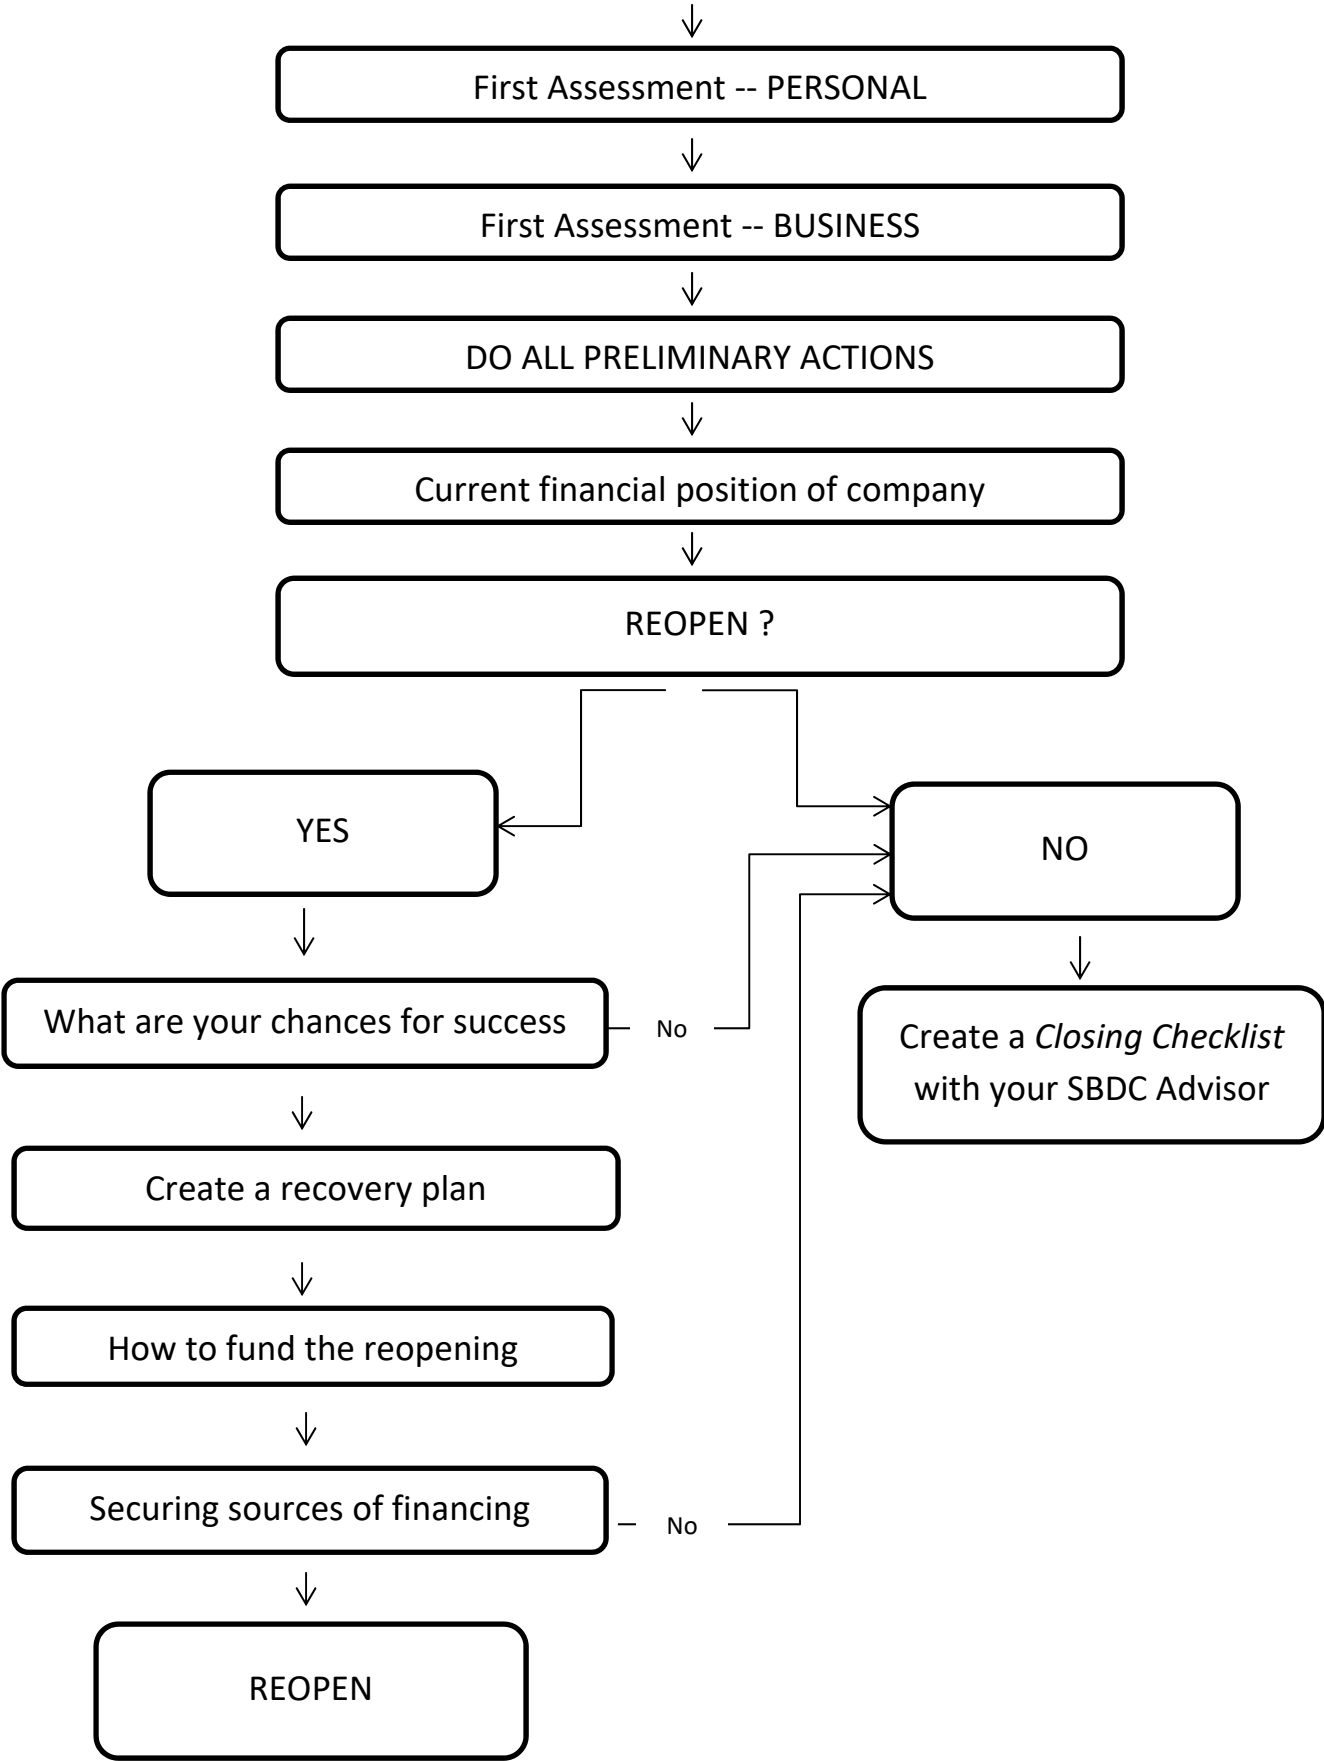 First Assessment -- PERSONAL
First Assessment -- BUSINESS
DO ALL PRELIMINARY ACTIONS
Current financial position of company
REOPEN ?
YES
NO
What are your chances for success
No
Create a Closing Checklist
with your SBDC Advisor
Create a recovery plan
How to fund the reopening
Securing sources of financing
No
REOPEN